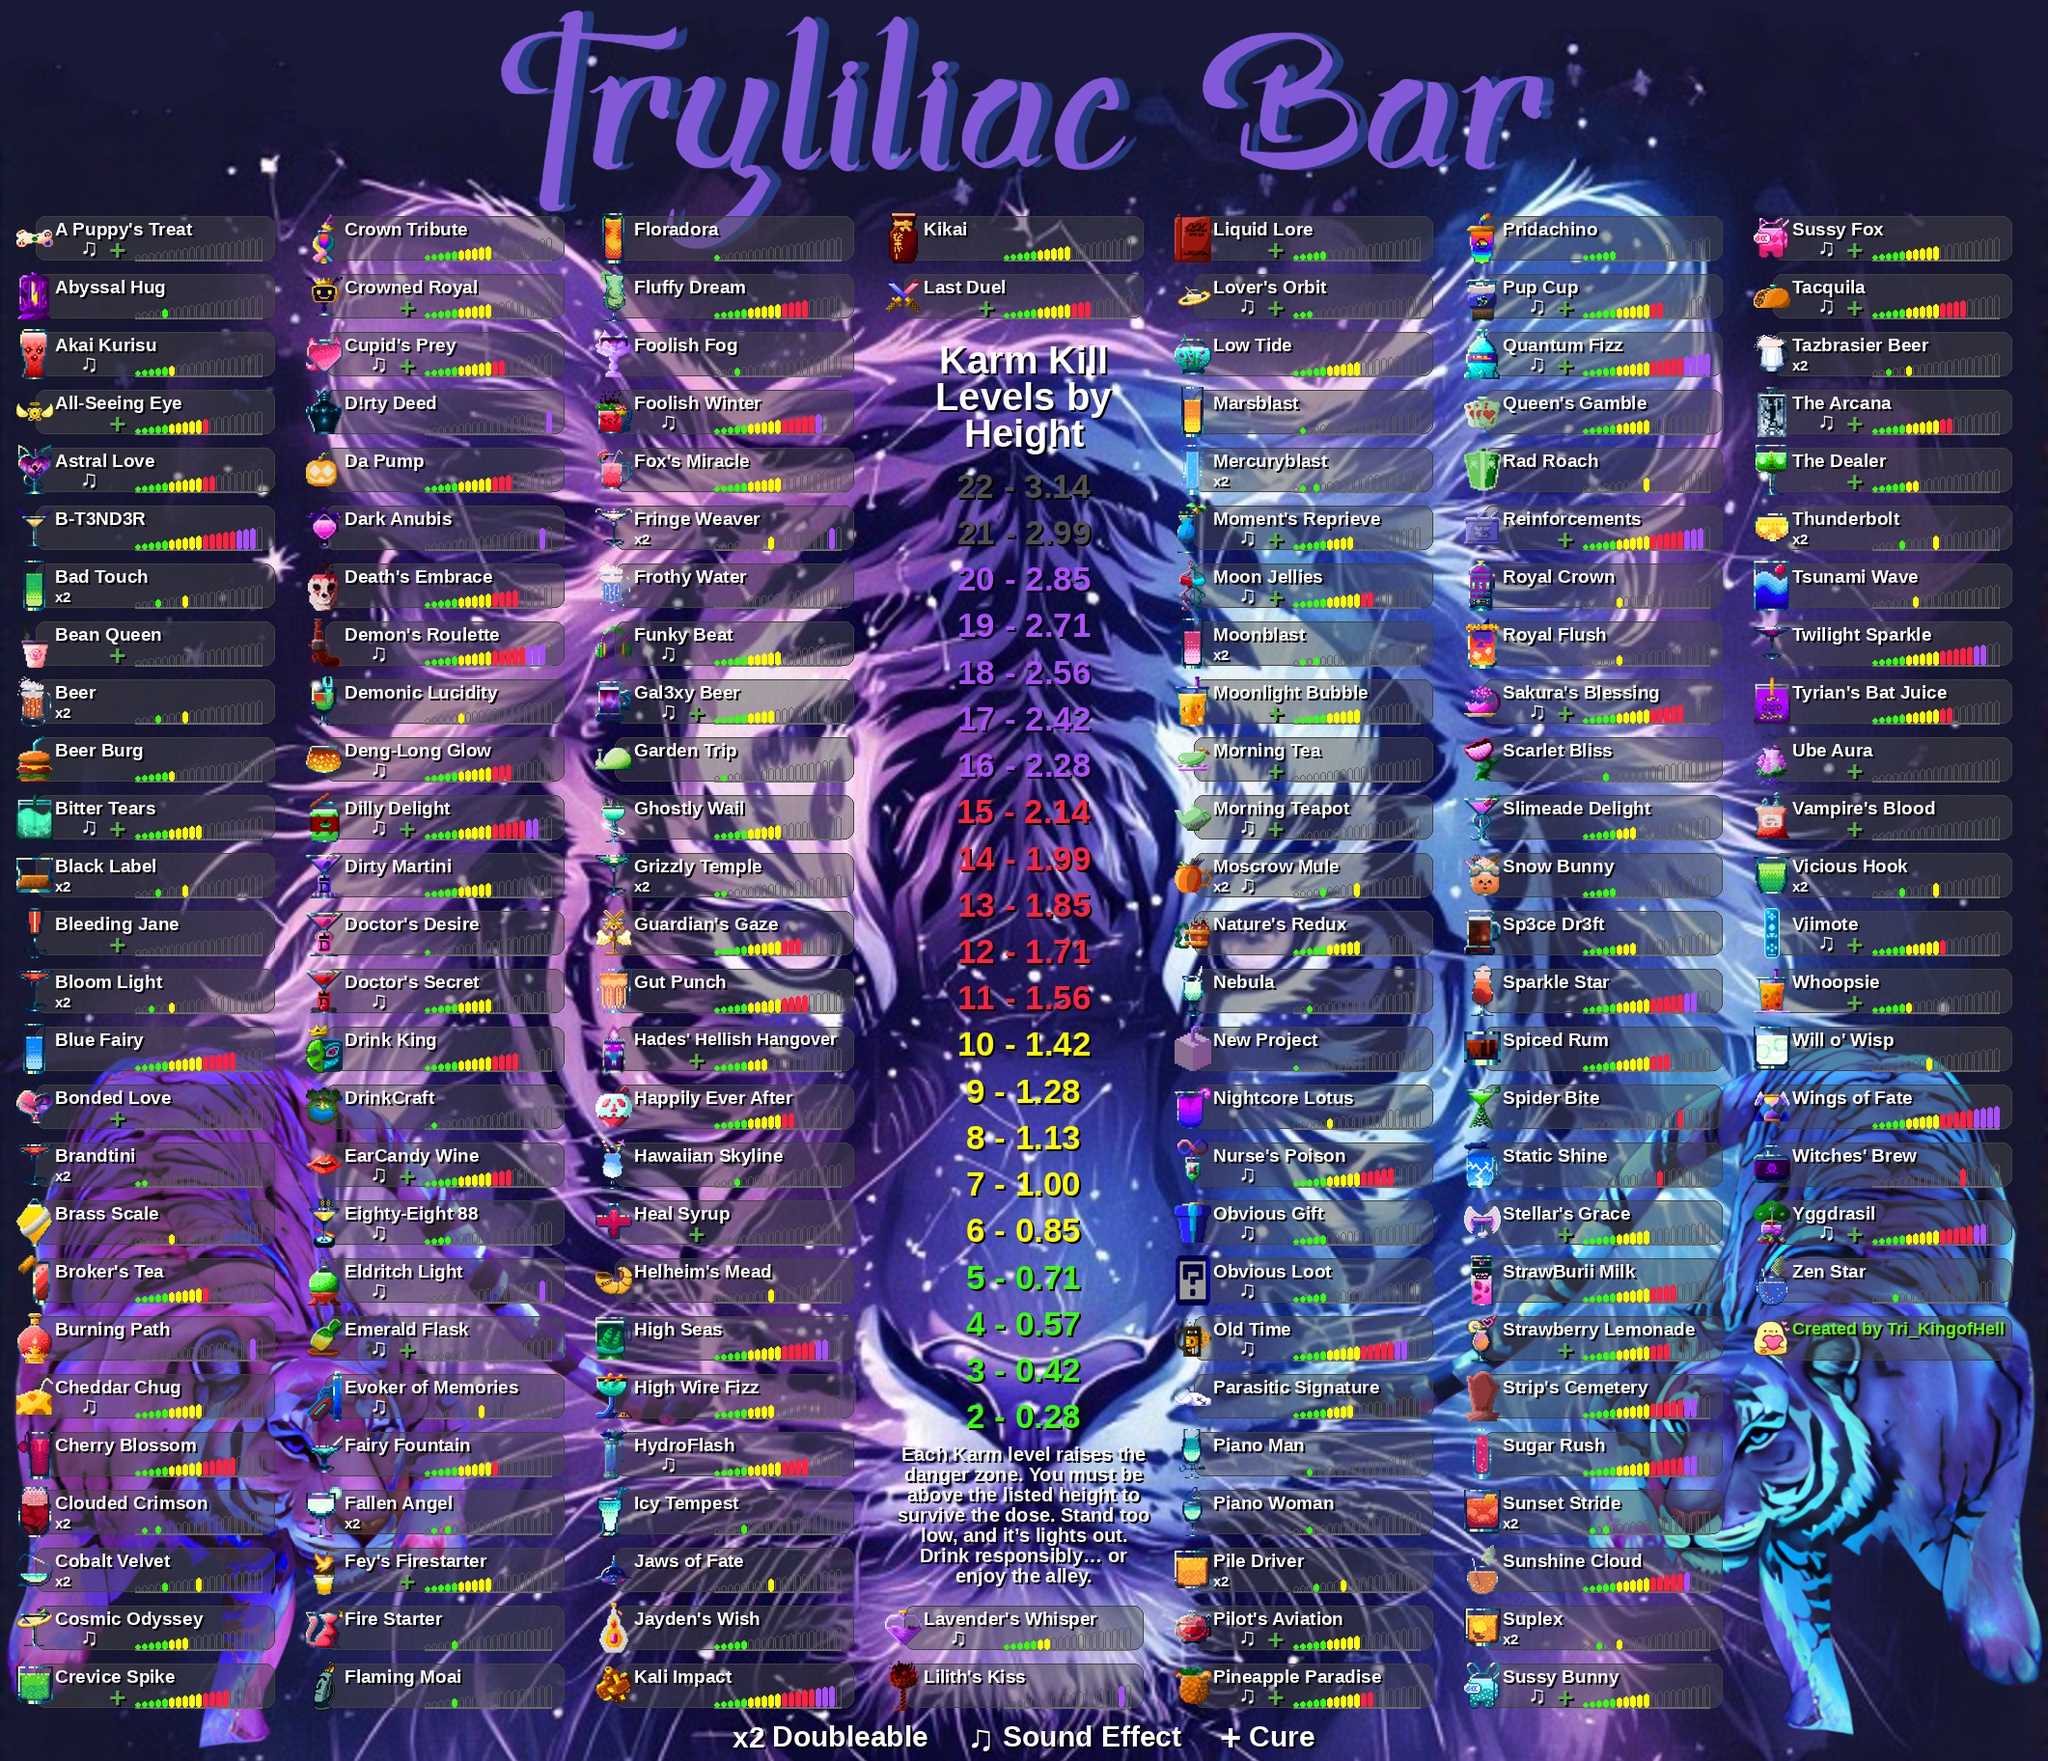 Tryliliac Bar
A Puppy's Treat
♫ +
Abyssal Hug
Akai Kurisu
♫
All-Seeing Eye
+
Astral Love
♫
B-T3ND3R
Bad Touch
x2
Bean Queen
+
Beer
x2
Beer Burg
Bitter Tears
♫ +
Black Label
x2
Bleeding Jane
+
Bloom Light
x2
Blue Fairy
Bonded Love
+
Brandtini
x2
Brass Scale
Broker's Tea
Burning Path
Cheddar Chug
♫
Cherry Blossom
Clouded Crimson
x2
Cobalt Velvet
x2
Cosmic Odyssey
♫
Crevice Spike
+
Crown Tribute
Crowned Royal
+
Cupid's Prey
♫ +
D!rty Deed
Da Pump
Dark Anubis
Death's Embrace
Demon's Roulette
♫
Demonic Lucidity
Deng-Long Glow
♫
Dilly Delight
♫ +
Dirty Martini
Doctor's Desire
Doctor's Secret
♫
Drink King
DrinkCraft
EarCandy Wine
♫ +
Eighty-Eight 88
♫
Eldritch Light
♫
Emerald Flask
♫ +
Evoker of Memories
♫
Fairy Fountain
Fallen Angel
x2
Fey's Firestarter
+
Fire Starter
Flaming Moai
Floradora
Fluffy Dream
Foolish Fog
Foolish Winter
♫
Fox's Miracle
Fringe Weaver
x2
Frothy Water
Funky Beat
♫
Gal3xy Beer
♫ +
Garden Trip
Ghostly Wail
Grizzly Temple
x2
Guardian's Gaze
Gut Punch
Hades' Hellish Hangover
+
Happily Ever After
Hawaiian Skyline
Heal Syrup
+
Helheim's Mead
High Seas
High Wire Fizz
HydroFlash
♫
Icy Tempest
Jaws of Fate
Jayden's Wish
Kali Impact
Kikai
Last Duel
+
Karm Kill
Levels by
Height
22 - 3.14
21 - 2.99
20 - 2.85
19 - 2.71
18 - 2.56
17 - 2.42
16 - 2.28
15 - 2.14
14 - 1.99
13 - 1.85
12 - 1.71
11 - 1.56
10 - 1.42
9 - 1.28
8 - 1.13
7 - 1.00
6 - 0.85
5 - 0.71
4 - 0.57
3 - 0.42
2 - 0.28
Each Karm level raises the
danger zone. You must be
above the listed height to
survive the dose. Stand too
low, and it's lights out.
Drink responsibly... or
enjoy the alley.
Lavender's Whisper
♫
Lilith's Kiss
Liquid Lore
+
Lover's Orbit
♫ +
Low Tide
Marsblast
Mercuryblast
x2
Moment's Reprieve
♫ +
Moon Jellies
♫ +
Moonblast
x2
Moonlight Bubble
+
Morning Tea
+
Morning Teapot
♫ +
Moscrow Mule
x2 ♫
Nature's Redux
Nebula
New Project
Nightcore Lotus
Nurse's Poison
Obvious Gift
♫
Obvious Loot
♫
Old Time
♫
Parasitic Signature
Piano Man
Piano Woman
Pile Driver
x2
Pilot's Aviation
♫ +
Pineapple Paradise
♫ +
Pridachino
Pup Cup
♫ +
Quantum Fizz
♫ +
Queen's Gamble
Rad Roach
Reinforcements
+
Royal Crown
Royal Flush
Sakura's Blessing
♫ +
Scarlet Bliss
Slimeade Delight
Snow Bunny
Sp3ce Dr3ft
Sparkle Star
Spiced Rum
Spider Bite
Static Shine
Stellar's Grace
+
StrawBurii Milk
Strawberry Lemonade
+
Strip's Cemetery
Sugar Rush
Sunset Stride
x2
Sunshine Cloud
Suplex
x2
Sussy Bunny
♫ +
Sussy Fox
♫ +
Tacquila
♫ +
Tazbrasier Beer
x2
The Arcana
♫ +
The Dealer
Thunderbolt
x2
Tsunami Wave
Twilight Sparkle
Tyrian's Bat Juice
Ube Aura
+
Vampire's Blood
+
Vicious Hook
x2
Viimote
♫ +
Whoopsie
+
Will o' Wisp
Wings of Fate
Witches' Brew
Yggdrasil
♫ +
Zen Star
Created by Tri_KingofHell
x2 Doubleable ♫ Sound Effect + Cure